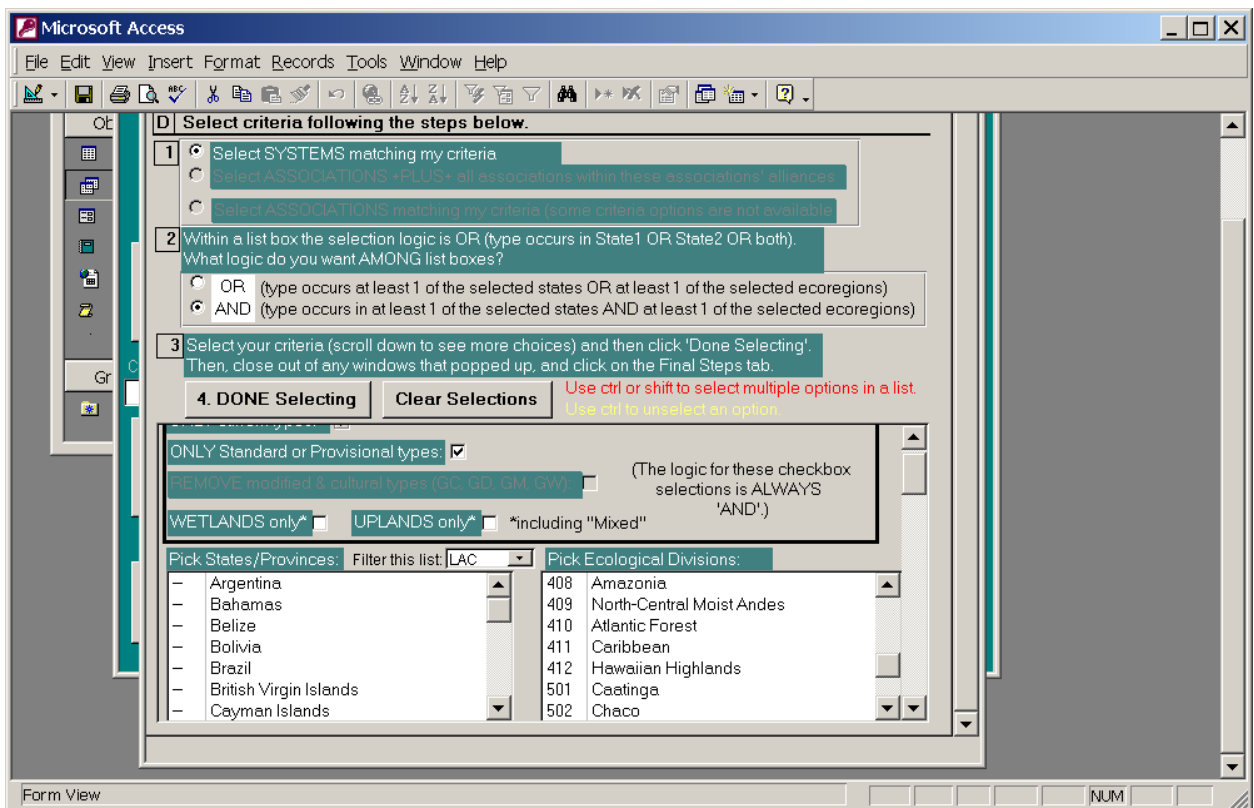 Microsoft Access
File Edit View Insert Format Records Tools Window Help
Ob
D Select criteria following the steps below.
1 Select SYSTEMS matching my criteria
Select ASSOCIATIONS +PLUS+ all associations within these associations' alliances
Select ASSOCIATIONS matching my criteria (some criteria options are not available
2 Within a list box the selection logic is OR (type occurs in State1 OR State2 OR both).
What logic do you want AMONG list boxes?
OR (type occurs at least 1 of the selected states OR at least 1 of the selected ecoregions)
AND (type occurs in at least 1 of the selected states AND at least 1 of the selected ecoregions)
3 Select your criteria (scroll down to see more choices) and then click 'Done Selecting'.
Then, close out of any windows that popped up, and click on the Final Steps tab.
Gr
4. DONE Selecting Clear Selections Use ctrl or shift to select multiple options in a list.
Use ctrl to unselect an option.
ONLY Standard or Provisional types:
REMOVE modified & cultural types (GC, GD, GM, GW):
(The logic for these checkbox
selections is ALWAYS
'AND'.)
WETLANDS only* UPLANDS only* *including "Mixed"
Pick States/Provinces: Filter this list: LAC Pick Ecological Divisions:
– Argentina 408 Amazonia
– Bahamas 409 North-Central Moist Andes
– Belize 410 Atlantic Forest
– Bolivia 411 Caribbean
– Brazil 412 Hawaiian Highlands
– British Virgin Islands 501 Caatinga
– Cayman Islands 502 Chaco
Form View NUM